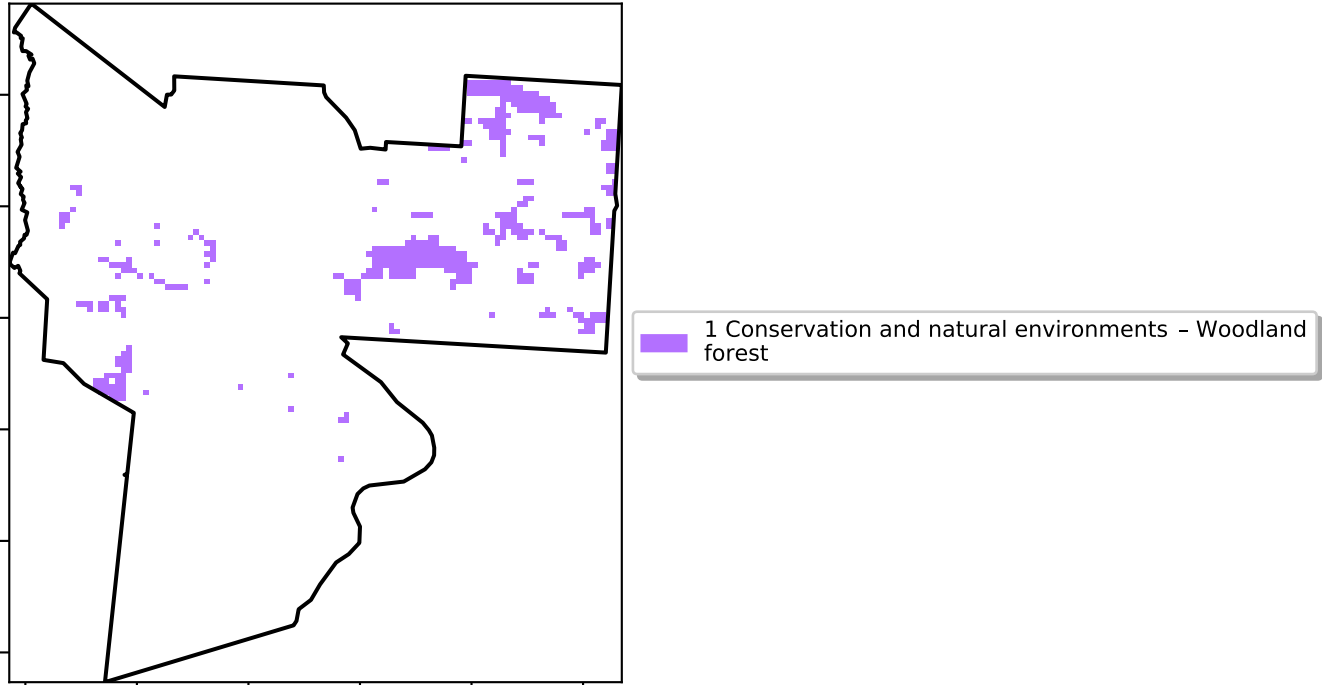 1 Conservation and natural environments – Woodland
forest